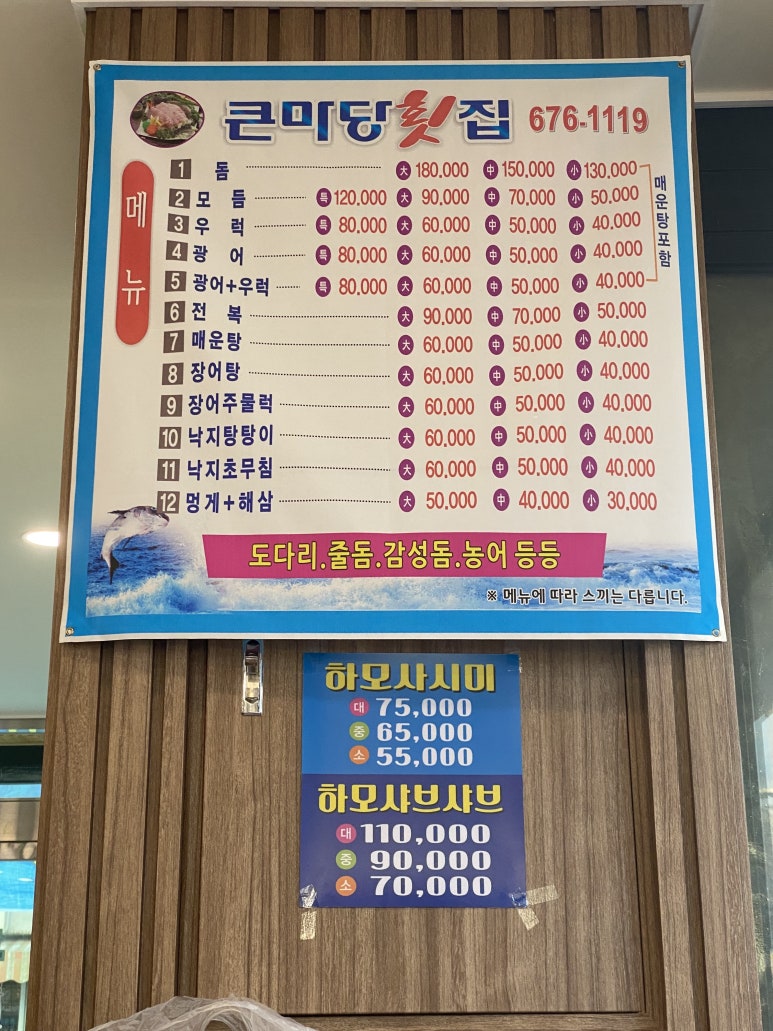 큰마당횟집 676-1119
메뉴
1 돔 大 180,000 中 150,000 小 130,000
2 모듬 특 120,000 大 90,000 中 70,000 小 50,000
3 우럭 특 80,000 大 60,000 中 50,000 小 40,000
4 광어 특 80,000 大 60,000 中 50,000 小 40,000
5 광어+우럭 특 80,000 大 60,000 中 50,000 小 40,000
매운탕포함
6 전복 大 90,000 中 70,000 小 50,000
7 매운탕 大 60,000 中 50,000 小 40,000
8 장어탕 大 60,000 中 50,000 小 40,000
9 장어주물럭 大 60,000 中 50,000 小 40,000
10 낙지탕탕이 大 60,000 中 50,000 小 40,000
11 낙지초무침 大 60,000 中 50,000 小 40,000
12 멍게+해삼 大 50,000 中 40,000 小 30,000
도다리.줄돔.감성돔.농어 등등
※ 메뉴에 따라 스끼는 다릅니다.
하모사시미
대 75,000
중 65,000
소 55,000
하모샤브샤브
대 110,000
중 90,000
소 70,000